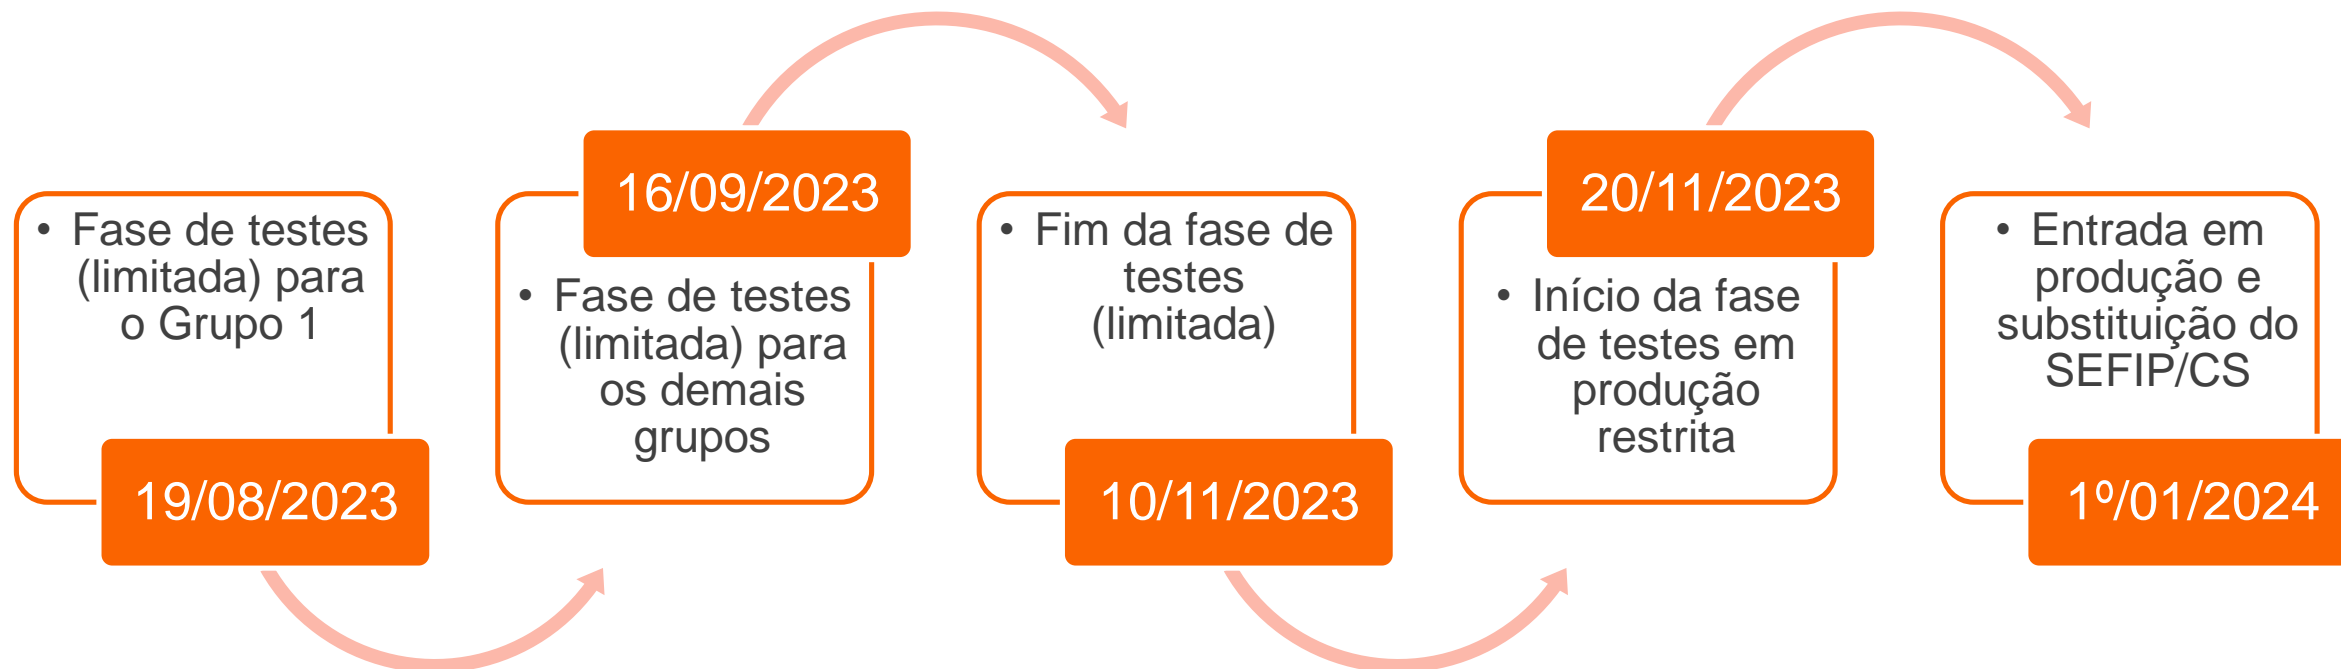 • Fase de testes
(limitada) para
o Grupo 1
19/08/2023
16/09/2023
• Fase de testes
(limitada) para
os demais
grupos
• Fim da fase de
testes
(limitada)
10/11/2023
20/11/2023
• Início da fase
de testes em
produção
restrita
• Entrada em
produção e
substituição do
SEFIP/CS
1º/01/2024